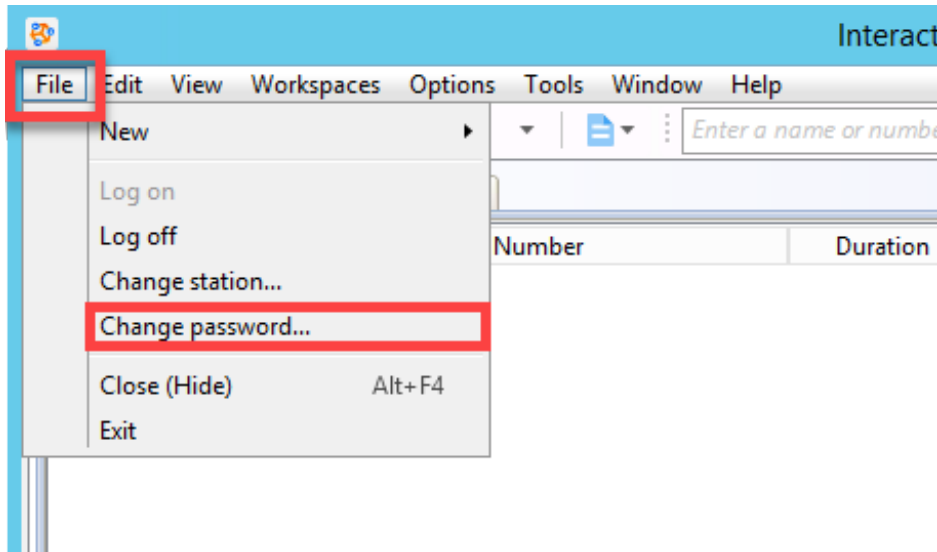 Interact
File Edit View Workspaces Options Tools Window Help
New
Enter a name or numbe
Log on
Log off
Number Duration
Change station...
Change password...
Close (Hide) Alt+F4
Exit